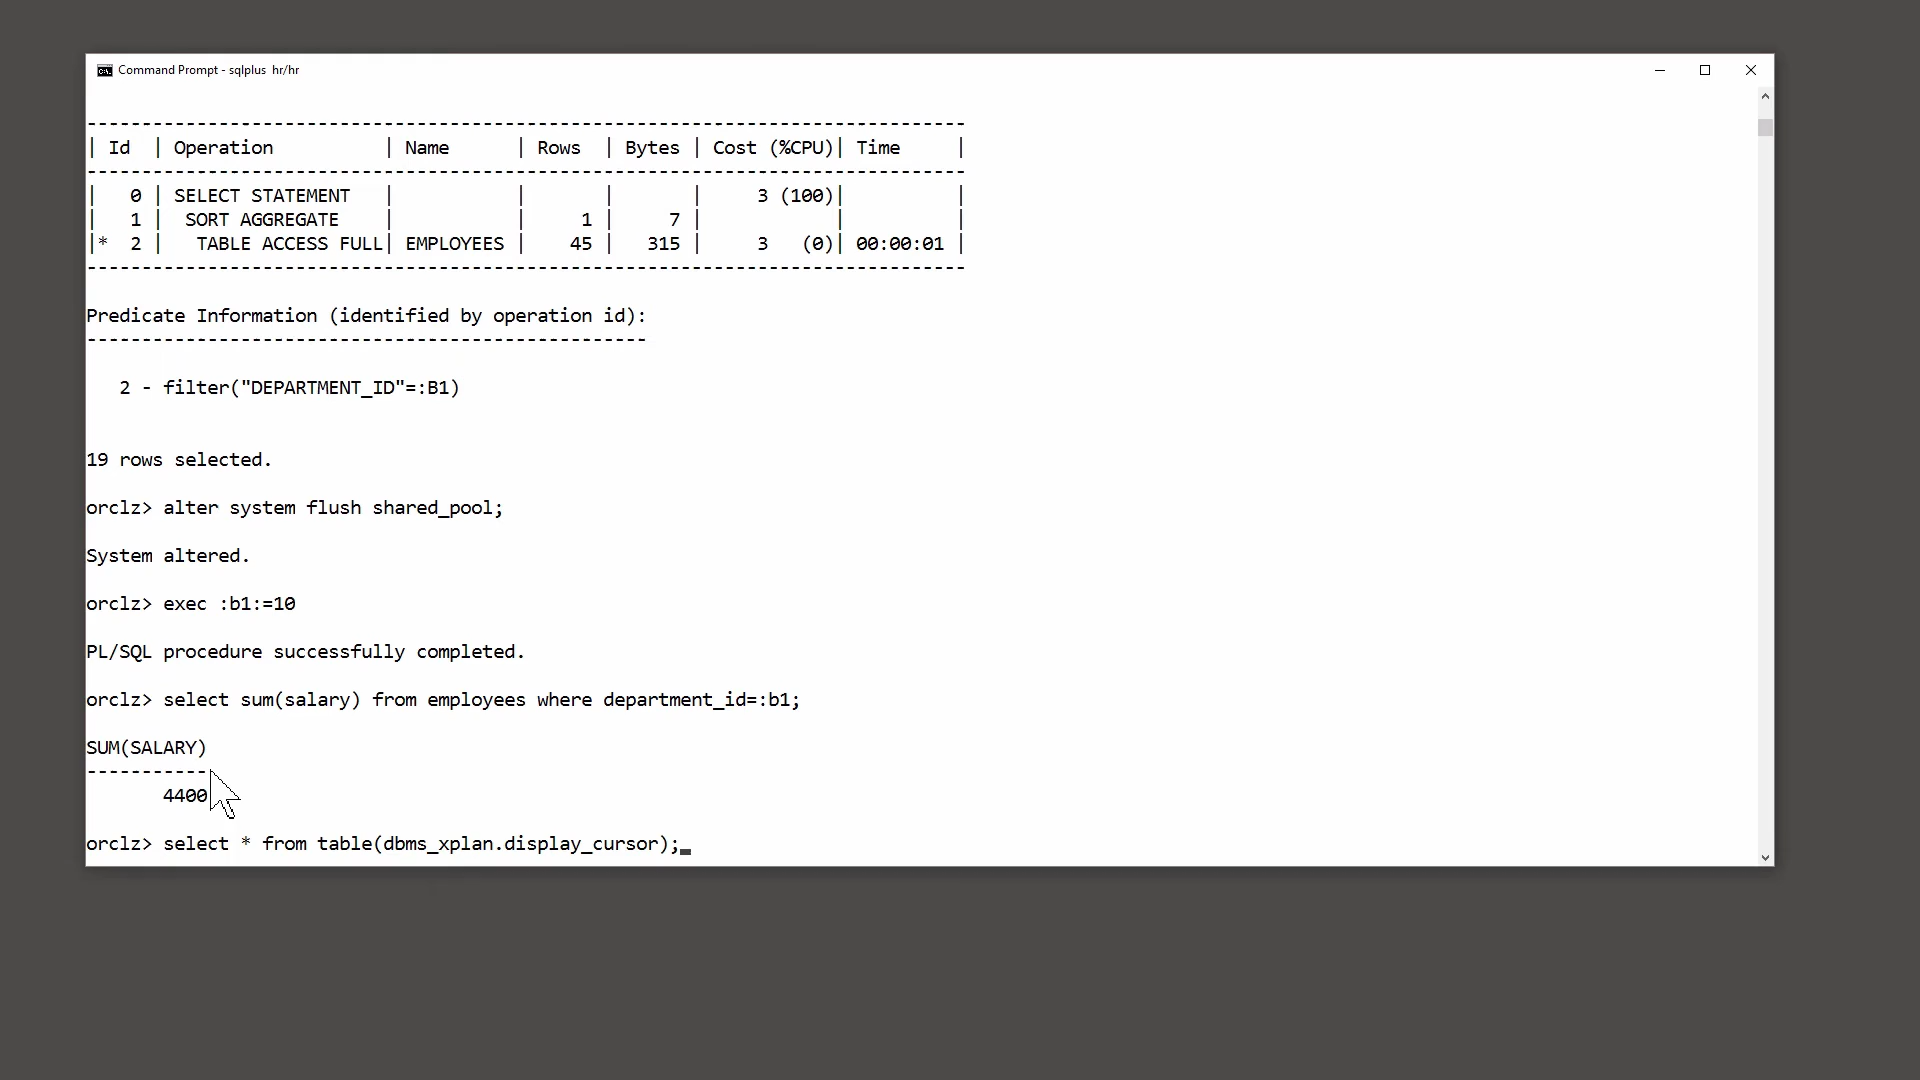 Command Prompt - sqlplus  hr/hr
--------------------------------------------------------------------------------
| Id  | Operation          | Name      | Rows  | Bytes | Cost (%CPU)| Time     |
--------------------------------------------------------------------------------
|   0 | SELECT STATEMENT   |           |       |       |     3 (100)|          |
|   1 |  SORT AGGREGATE    |           |     1 |     7 |            |          |
|*  2 |   TABLE ACCESS FULL| EMPLOYEES |    45 |   315 |     3   (0)| 00:00:01 |
--------------------------------------------------------------------------------
Predicate Information (identified by operation id):
---------------------------------------------------
   2 - filter("DEPARTMENT_ID"=:B1)
19 rows selected.
orclz> alter system flush shared_pool;
System altered.
orclz> exec :b1:=10
PL/SQL procedure successfully completed.
orclz> select sum(salary) from employees where department_id=:b1;
SUM(SALARY)
-----------
       4400
orclz> select * from table(dbms_xplan.display_cursor);